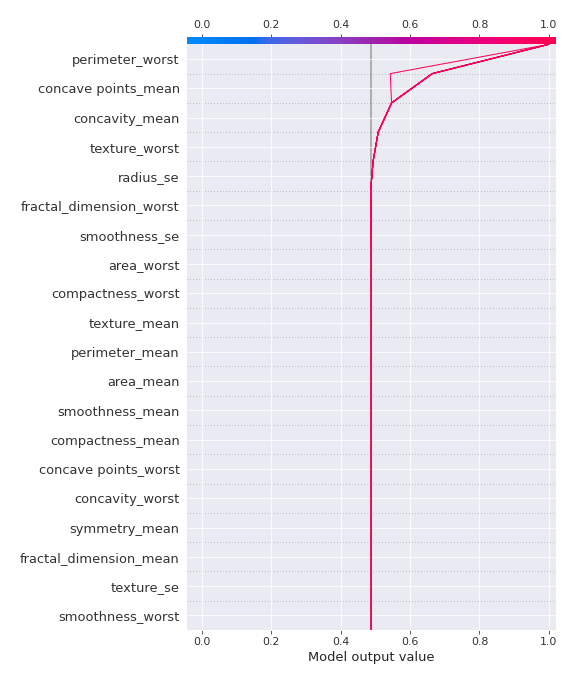 0.0 0.2 0.4 0.6 0.8 1.0
perimeter_worst
concave points_mean
concavity_mean
texture_worst
radius_se
fractal_dimension_worst
smoothness_se
area_worst
compactness_worst
texture_mean
perimeter_mean
area_mean
smoothness_mean
compactness_mean
concave points_worst
concavity_worst
symmetry_mean
fractal_dimension_mean
texture_se
smoothness_worst
0.0 0.2 0.4 0.6 0.8 1.0
Model output value